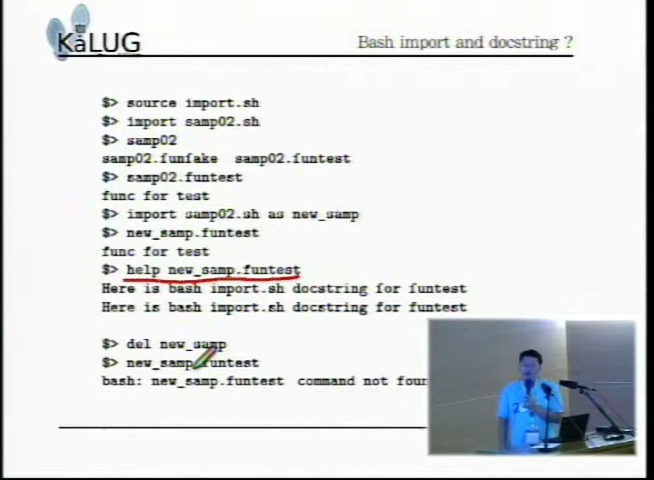 KaLUG
Bash import and docstring ?
$> source import.sh
$> import samp02.sh
$> samp02
samp02.funfake samp02.funtest
$> samp02.funtest
func for test
$> import samp02.sh as new_samp
$> new_samp.funtest
func for test
$> help new_samp.funtest
Here is bash import.sh docstring for funtest
Here is bash import.sh docstring for funtest
$> del new_samp
$> new_samp.funtest
bash: new_samp.funtest command not foun